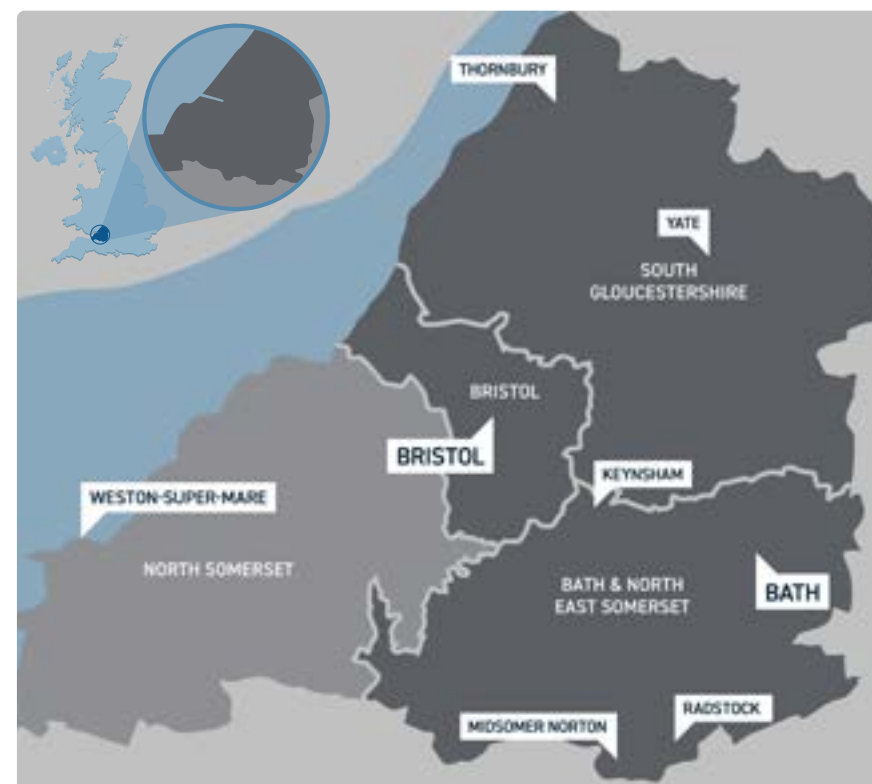 THORNBURY
YATE
SOUTH
GLOUCESTERSHIRE
BRISTOL
BRISTOL
KEYNSHAM
WESTON-SUPER-MARE
NORTH SOMERSET
BATH & NORTH
EAST SOMERSET
BATH
RADSTOCK
MIDSOMER NORTON